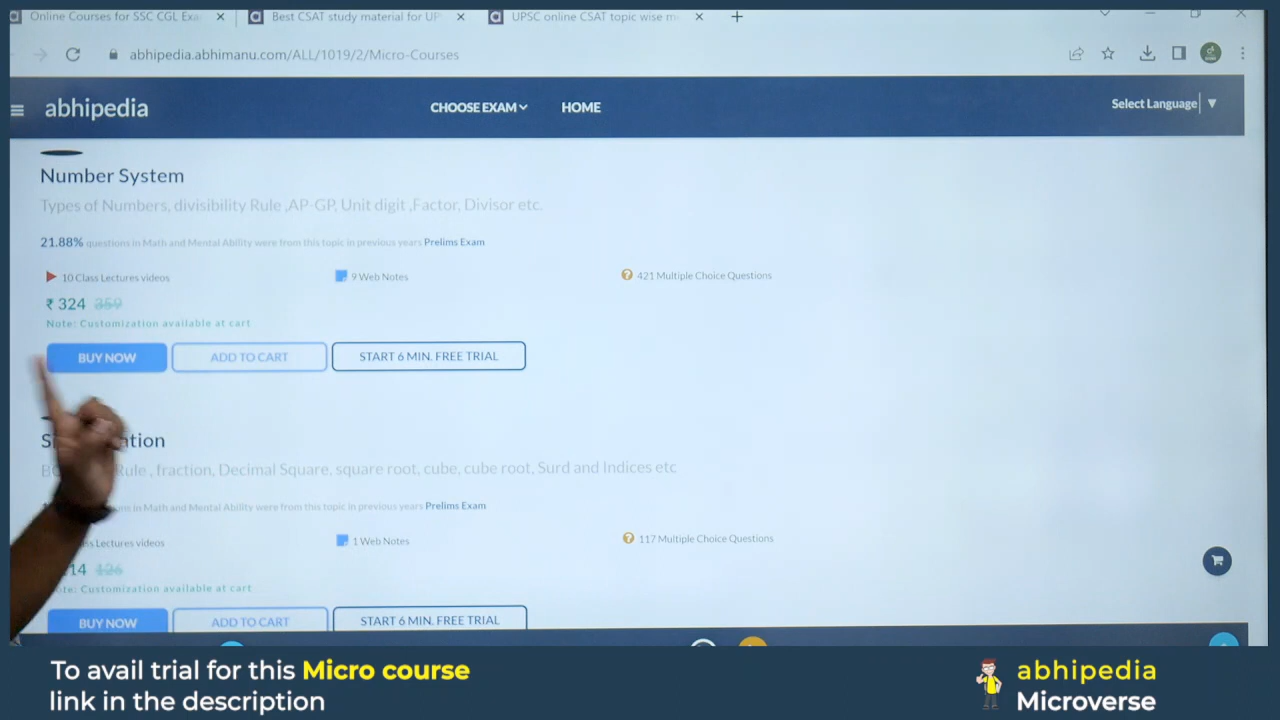 Online Courses for SSC CGL Exa
Best CSAT study material for UP
UPSC online CSAT topic wise m
abhipedia.abhimanu.com/ALL/1019/2/Micro-Courses
abhipedia
CHOOSE EXAM
HOME
Select Language
Number System
Types of Numbers, divisibility Rule ,AP-GP, Unit digit ,Factor, Divisor etc.
21.88% questions in Math and Mental Ability were from this topic in previous years Prelims Exam
10 Class Lectures videos
9 Web Notes
421 Multiple Choice Questions
₹ 324 359
Note: Customization available at cart
BUY NOW
ADD TO CART
START 6 MIN. FREE TRIAL
Rule , fraction, Decimal Square, square root, cube, cube root, Surd and Indices etc
in Math and Mental Ability were from this topic in previous years Prelims Exam
Lectures videos
1 Web Notes
117 Multiple Choice Questions
14 126
Customization available at cart
BUY NOW
ADD TO CART
START 6 MIN. FREE TRIAL
To avail trial for this Micro course
link in the description
abhipedia
Microverse